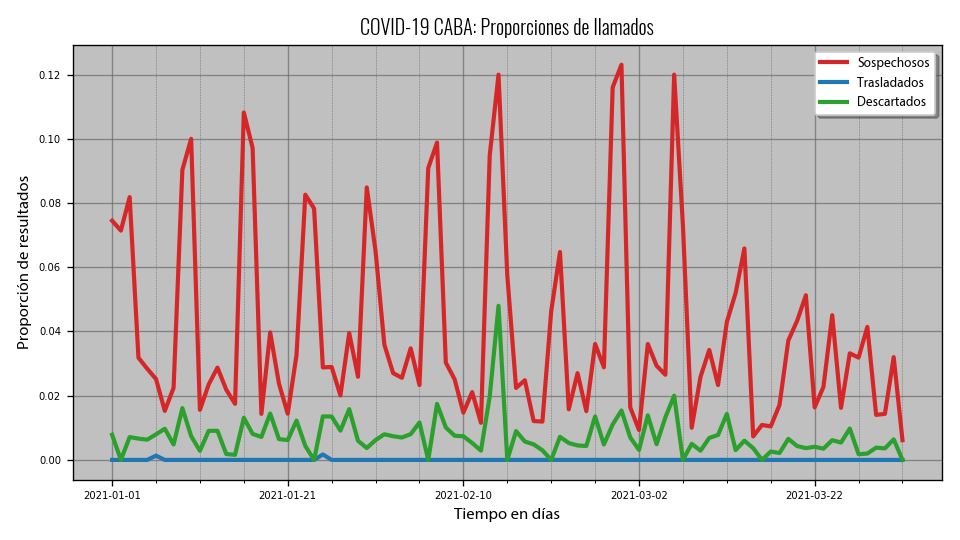 COVID-19 CABA: Proporciones de llamados
Sospechosos
Trasladados
Descartados
Proporción de resultados
0.12
0.10
0.08
0.06
0.04
0.02
0.00
2021-01-01
2021-01-21
2021-02-10
2021-03-02
2021-03-22
Tiempo en días